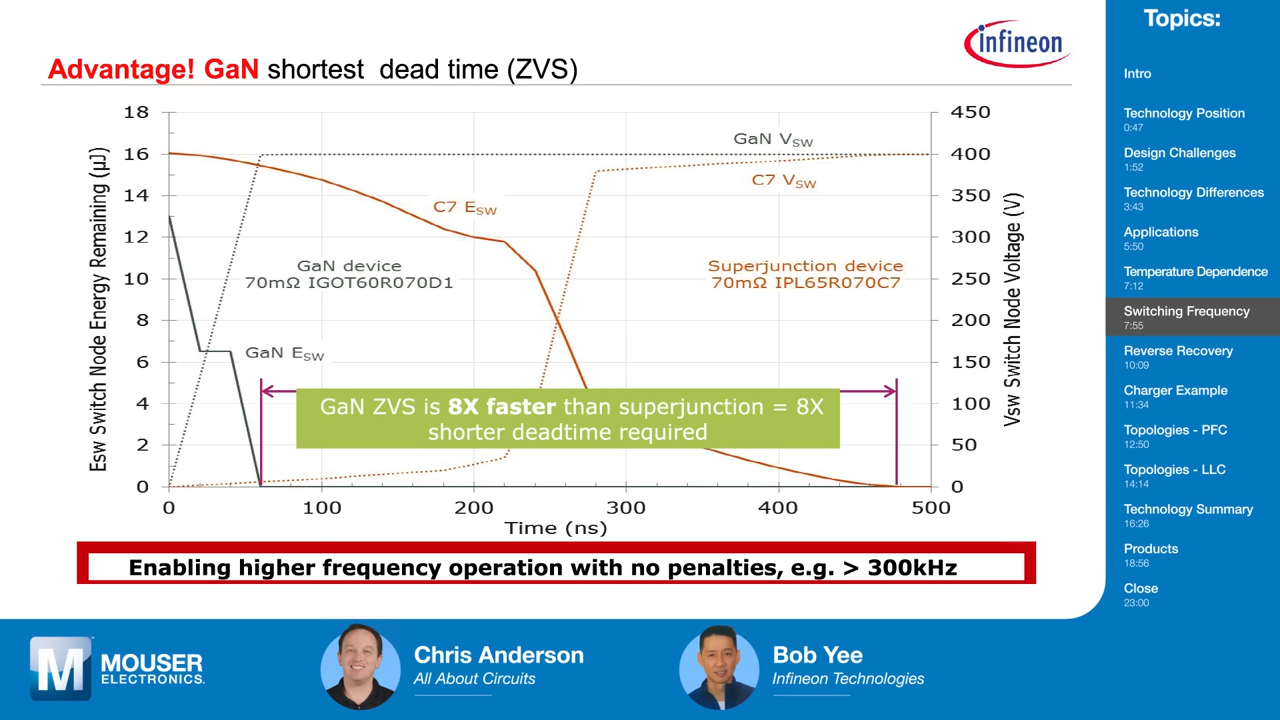 Topics:
infineon
Advantage! GaN shortest dead time (ZVS)
18
16
14
12
10
8
6
4
2
0
Esw Switch Node Energy Remaining (µJ)
450
400
350
300
250
200
150
100
50
0
Vsw Switch Node Voltage (V)
GaN VSW
C7 VSW
C7 ESW
GaN device
70mΩ IGOT60R070D1
Superjunction device
70mΩ IPL65R070C7
GaN ESW
GaN ZVS is 8X faster than superjunction = 8X
shorter deadtime required
0 100 200 300 400 500
Time (ns)
Enabling higher frequency operation with no penalties, e.g. > 300kHz
Intro
Technology Position
0:47
Design Challenges
1:52
Technology Differences
3:43
Applications
5:50
Temperature Dependence
7:12
Switching Frequency
7:55
Reverse Recovery
10:09
Charger Example
11:34
Topologies - PFC
12:50
Topologies - LLC
14:14
Technology Summary
16:26
Products
18:56
Close
23:00
M
MOUSER
ELECTRONICS.
Chris Anderson
All About Circuits
Bob Yee
Infineon Technologies